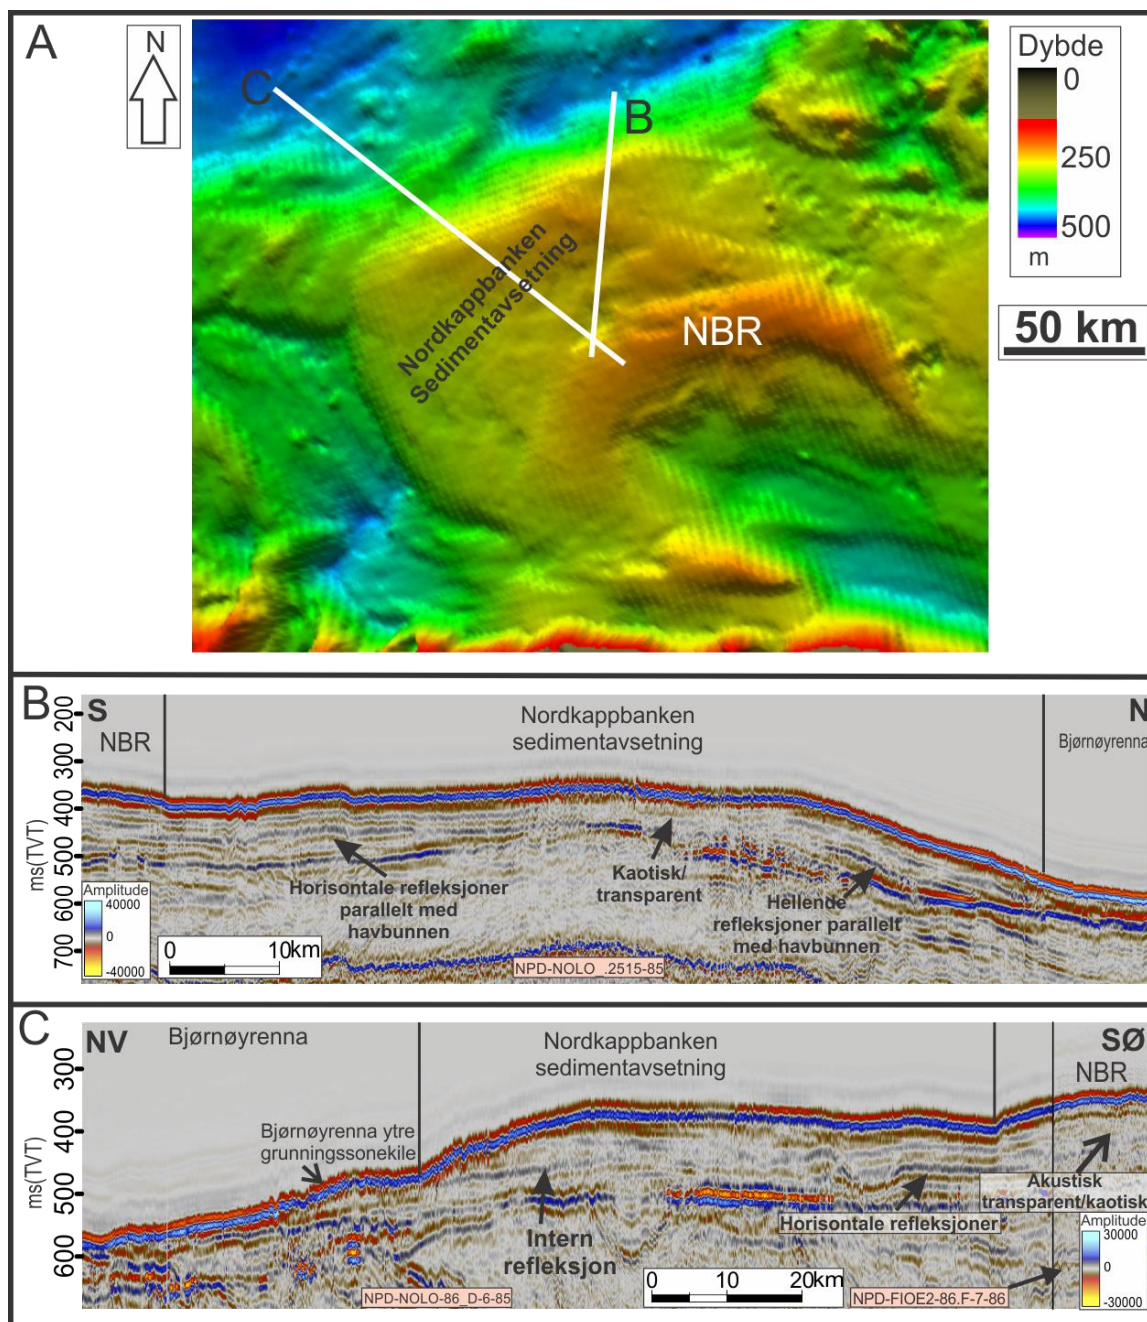 A
N
C
B
Nordkappbanken
Sedimentavsetning
NBR
Dybde
0
250
500
m
50 km
B
S
N
NBR
Nordkappbanken
sedimentavsetning
Bjørnøyrenna
200
300
400
500
600
700
ms(TVT)
Horisontale refleksjoner
parallelt med
havbunnen
Kaotisk/
transparent
Hellende
refleksjoner parallelt
med havbunnen
Amplitude
40000
0
-40000
0
10km
NPD-NOLO_.2515-85
C
NV
Bjørnøyrenna
Nordkappbanken
sedimentavsetning
SØ
NBR
300
400
500
600
ms(TVT)
Bjørnøyrenna ytre
grunningssonekile
Intern
refleksjon
Horisontale refleksjoner
Akustisk
transparent/kaotisk
Amplitude
30000
0
-30000
0
10
20km
NPD-NOLO-86_D-6-85
NPD-FIOE2-86.F-7-86